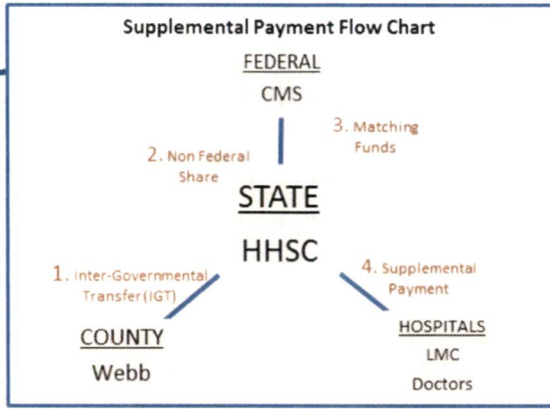 Supplemental Payment Flow Chart
FEDERAL
CMS
3. Matching
Funds
2. Non Federal
Share
STATE
HHSC
1. Inter-Governmental
Transfer(IGT)
4. Supplemental
Payment
COUNTY
Webb
HOSPITALS
LMC
Doctors